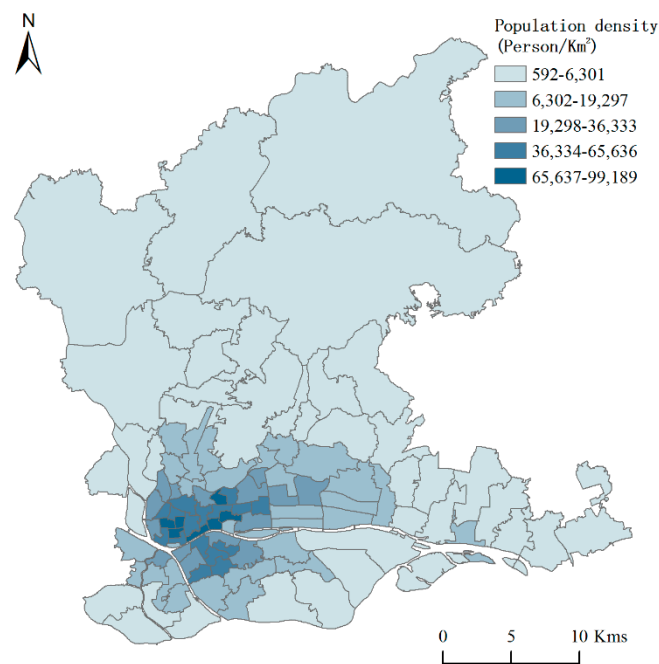 N
Population density
(Person/Km²)
592-6,301
6,302-19,297
19,298-36,333
36,334-65,636
65,637-99,189
0 5 10 Kms